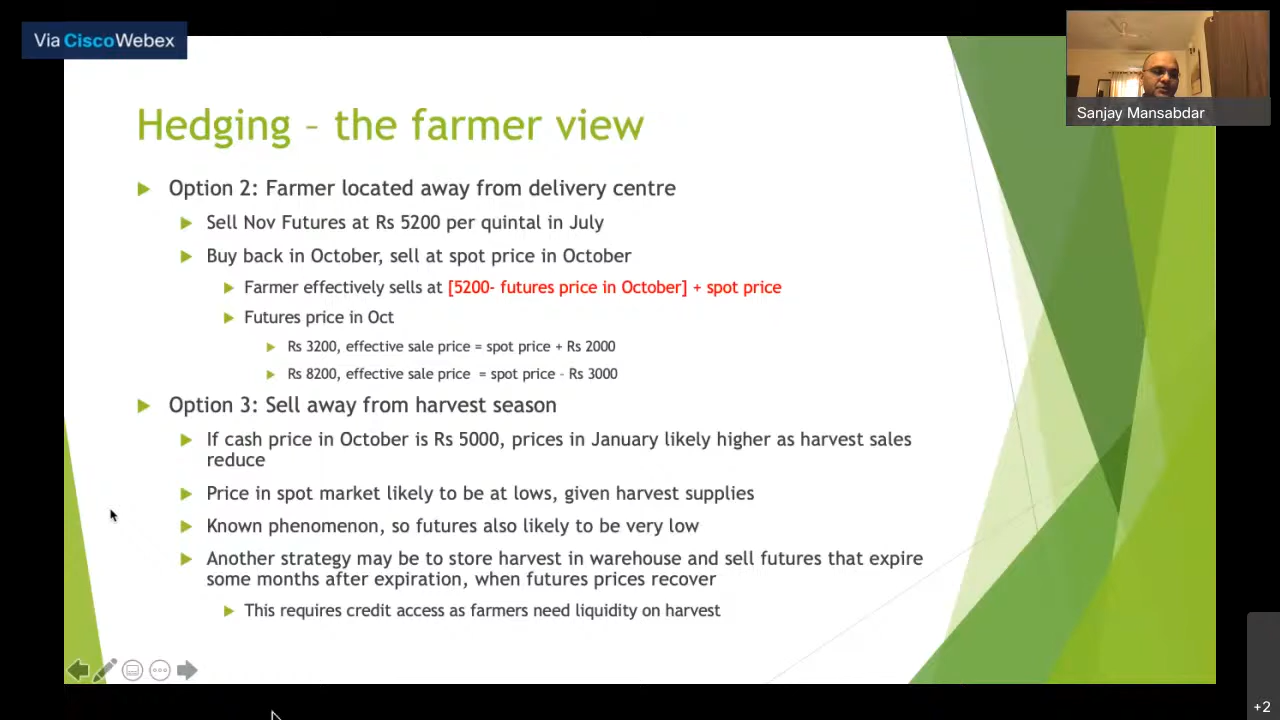 Via CiscoWebex
Sanjay Mansabdar
Hedging – the farmer view
Option 2: Farmer located away from delivery centre
Sell Nov Futures at Rs 5200 per quintal in July
Buy back in October, sell at spot price in October
Farmer effectively sells at [5200- futures price in October] + spot price
Futures price in Oct
Rs 3200, effective sale price = spot price + Rs 2000
Rs 8200, effective sale price = spot price – Rs 3000
Option 3: Sell away from harvest season
If cash price in October is Rs 5000, prices in January likely higher as harvest sales
reduce
Price in spot market likely to be at lows, given harvest supplies
Known phenomenon, so futures also likely to be very low
Another strategy may be to store harvest in warehouse and sell futures that expire
some months after expiration, when futures prices recover
This requires credit access as farmers need liquidity on harvest
+2